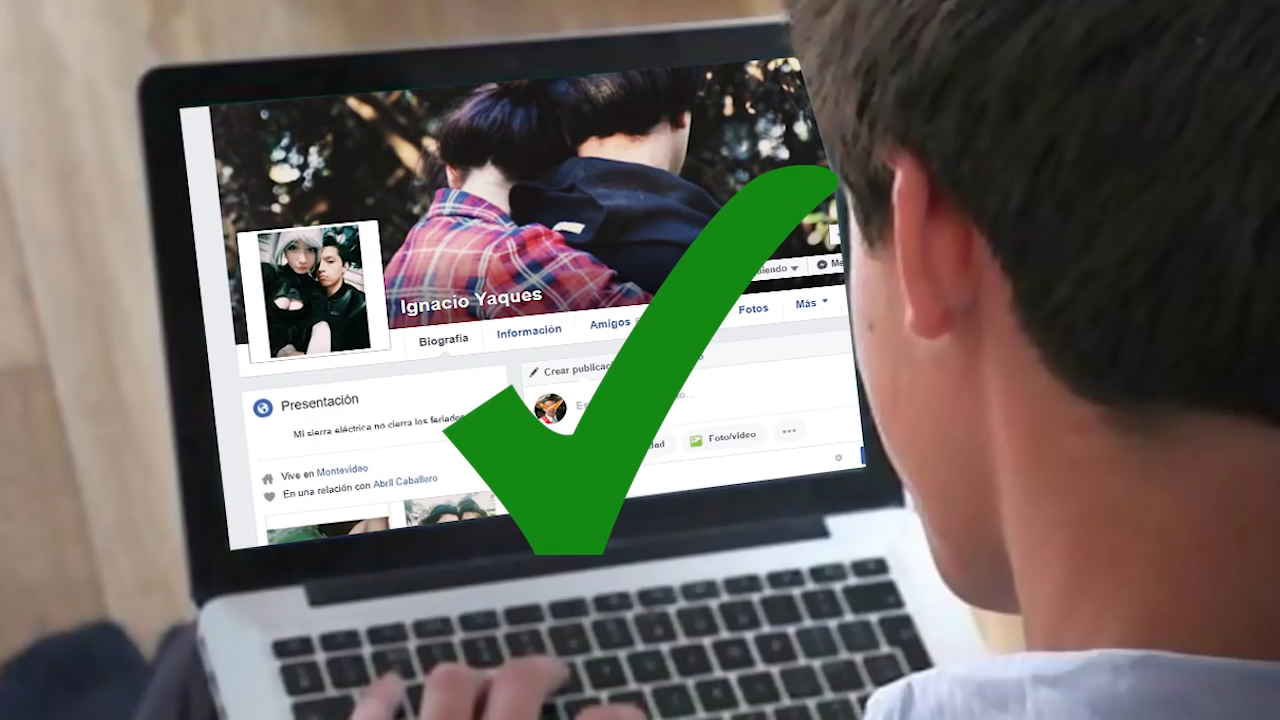 Ignacio Yaques
Biografía
Información
Amigos
Fotos
Más
Crear
Presentación
Mi sierra eléctrica no cierra los feriados
Foto/video
Vive en Montevideo
En una relación con Abril Caballero